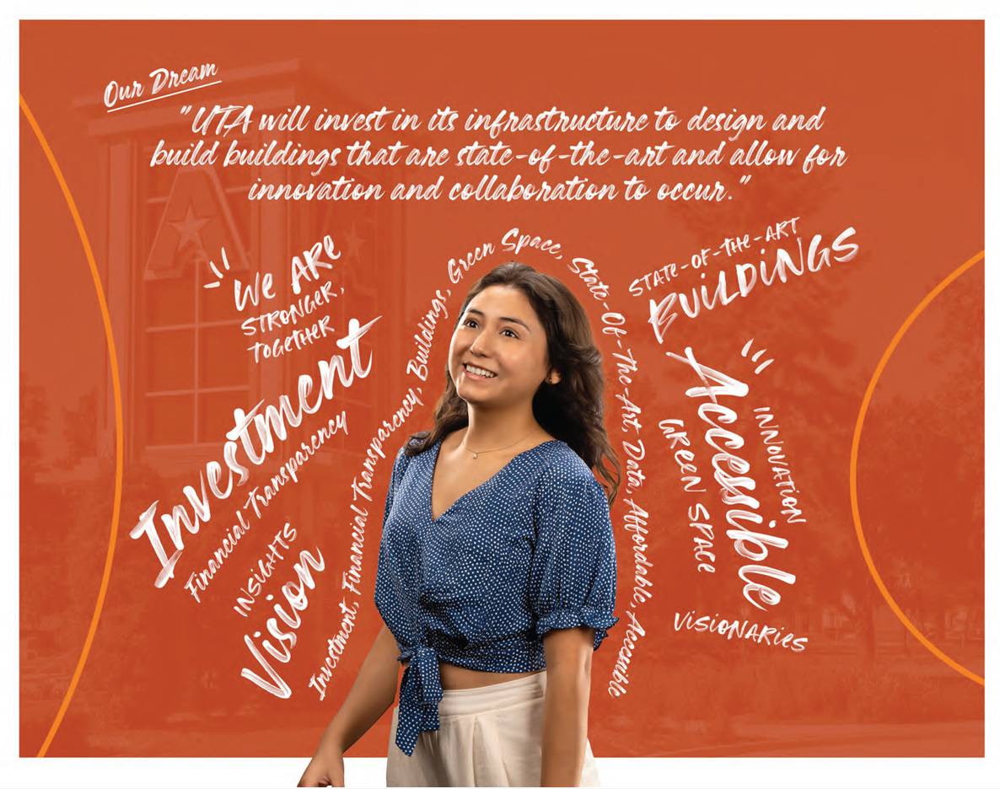 Our Dream
"UTA will invest in its infrastructure to design and
build buildings that are state-of-the-art and allow for
innovation and collaboration to occur."
We ARe
STRONGER,
TOGETHER
Investment
Financial Transparency
INSiGHTS
Vision
Investment, Financial Transparency, Buildings, Green Space, State-Of-The-Art, Data, Affordable, Accessible
STATE-OF-THE-ART
BUiLDiNGS
Accessible
INNOVATION
GREEN SPACE
ViSiONARieS
A